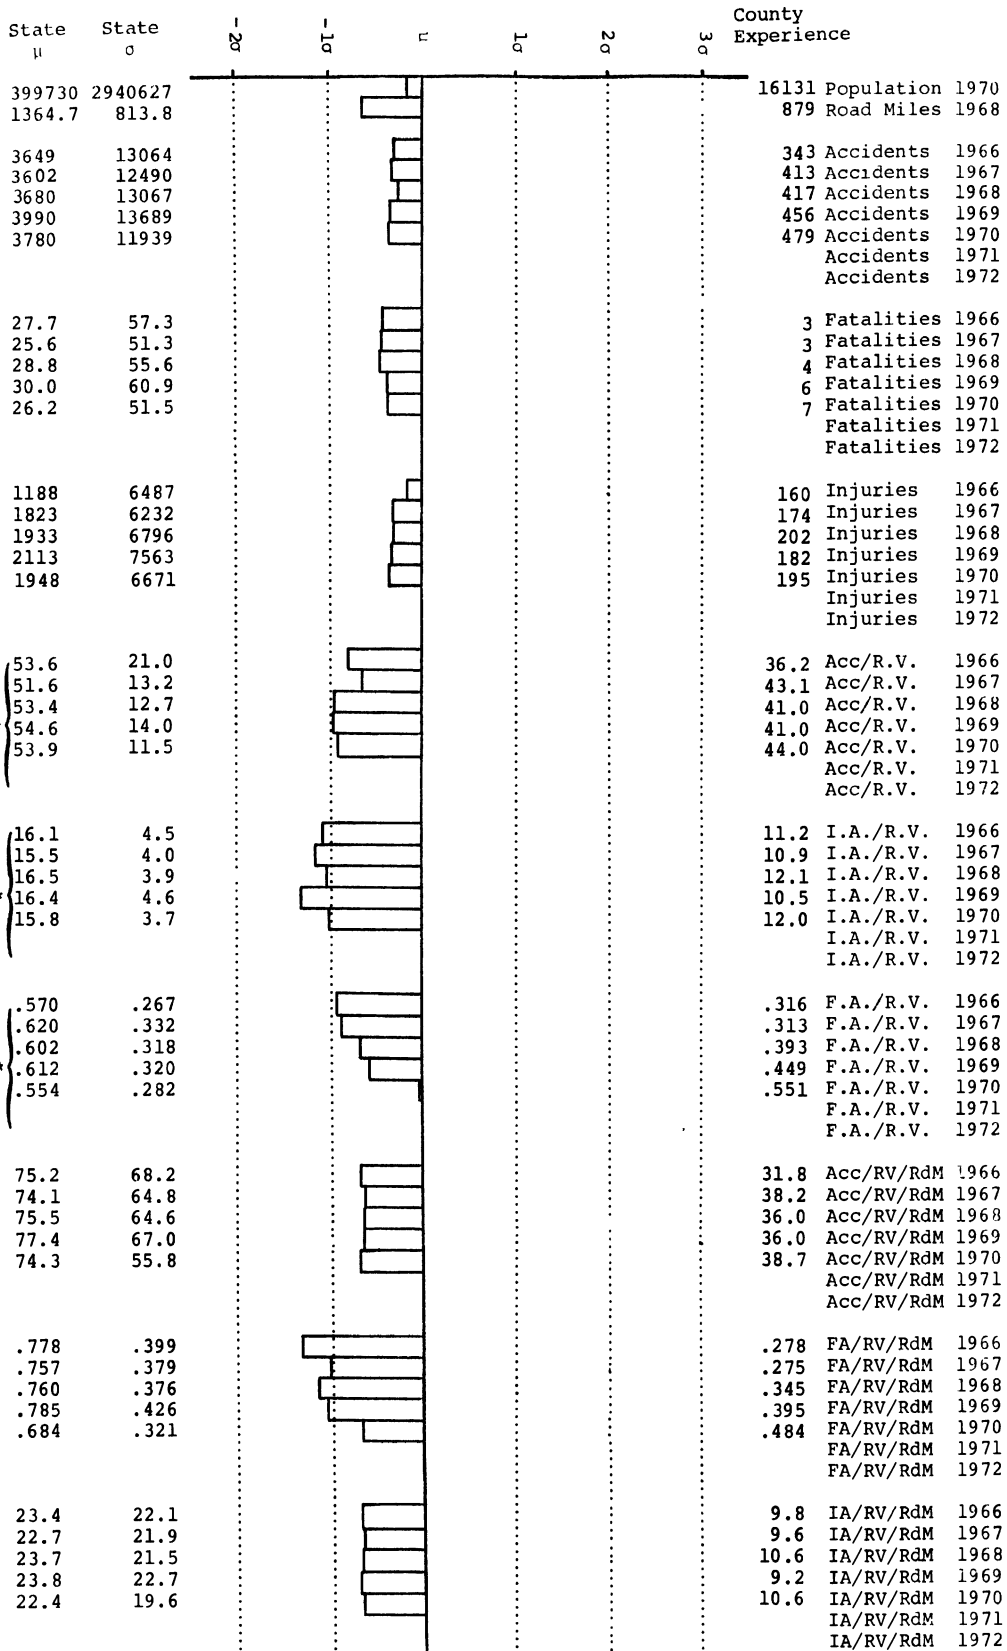 State State -2σ -1σ μ 1σ 2σ 3σ County
μ σ Experience
399730 2940627 16131 Population 1970
1364.7 813.8 879 Road Miles 1968
3649 13064 343 Accidents 1966
3602 12490 413 Accidents 1967
3680 13067 417 Accidents 1968
3990 13689 456 Accidents 1969
3780 11939 479 Accidents 1970
Accidents 1971
Accidents 1972
27.7 57.3 3 Fatalities 1966
25.6 51.3 3 Fatalities 1967
28.8 55.6 4 Fatalities 1968
30.0 60.9 6 Fatalities 1969
26.2 51.5 7 Fatalities 1970
Fatalities 1971
Fatalities 1972
1188 6487 160 Injuries 1966
1823 6232 174 Injuries 1967
1933 6796 202 Injuries 1968
2113 7563 182 Injuries 1969
1948 6671 195 Injuries 1970
Injuries 1971
Injuries 1972
53.6 21.0 36.2 Acc/R.V. 1966
51.6 13.2 43.1 Acc/R.V. 1967
53.4 12.7 41.0 Acc/R.V. 1968
54.6 14.0 41.0 Acc/R.V. 1969
53.9 11.5 44.0 Acc/R.V. 1970
Acc/R.V. 1971
Acc/R.V. 1972
16.1 4.5 11.2 I.A./R.V. 1966
15.5 4.0 10.9 I.A./R.V. 1967
16.5 3.9 12.1 I.A./R.V. 1968
* 16.4 4.6 10.5 I.A./R.V. 1969
15.8 3.7 12.0 I.A./R.V. 1970
I.A./R.V. 1971
I.A./R.V. 1972
.570 .267 .316 F.A./R.V. 1966
.620 .332 .313 F.A./R.V. 1967
.602 .318 .393 F.A./R.V. 1968
* .612 .320 .449 F.A./R.V. 1969
.554 .282 .551 F.A./R.V. 1970
F.A./R.V. 1971
F.A./R.V. 1972
75.2 68.2 31.8 Acc/RV/RdM 1966
74.1 64.8 38.2 Acc/RV/RdM 1967
75.5 64.6 36.0 Acc/RV/RdM 1968
77.4 67.0 36.0 Acc/RV/RdM 1969
74.3 55.8 38.7 Acc/RV/RdM 1970
Acc/RV/RdM 1971
Acc/RV/RdM 1972
.778 .399 .278 FA/RV/RdM 1966
.757 .379 .275 FA/RV/RdM 1967
.760 .376 .345 FA/RV/RdM 1968
.785 .426 .395 FA/RV/RdM 1969
.684 .321 .484 FA/RV/RdM 1970
FA/RV/RdM 1971
FA/RV/RdM 1972
23.4 22.1 9.8 IA/RV/RdM 1966
22.7 21.9 9.6 IA/RV/RdM 1967
23.7 21.5 10.6 IA/RV/RdM 1968
23.8 22.7 9.2 IA/RV/RdM 1969
22.4 19.6 10.6 IA/RV/RdM 1970
IA/RV/RdM 1971
IA/RV/RdM 1972